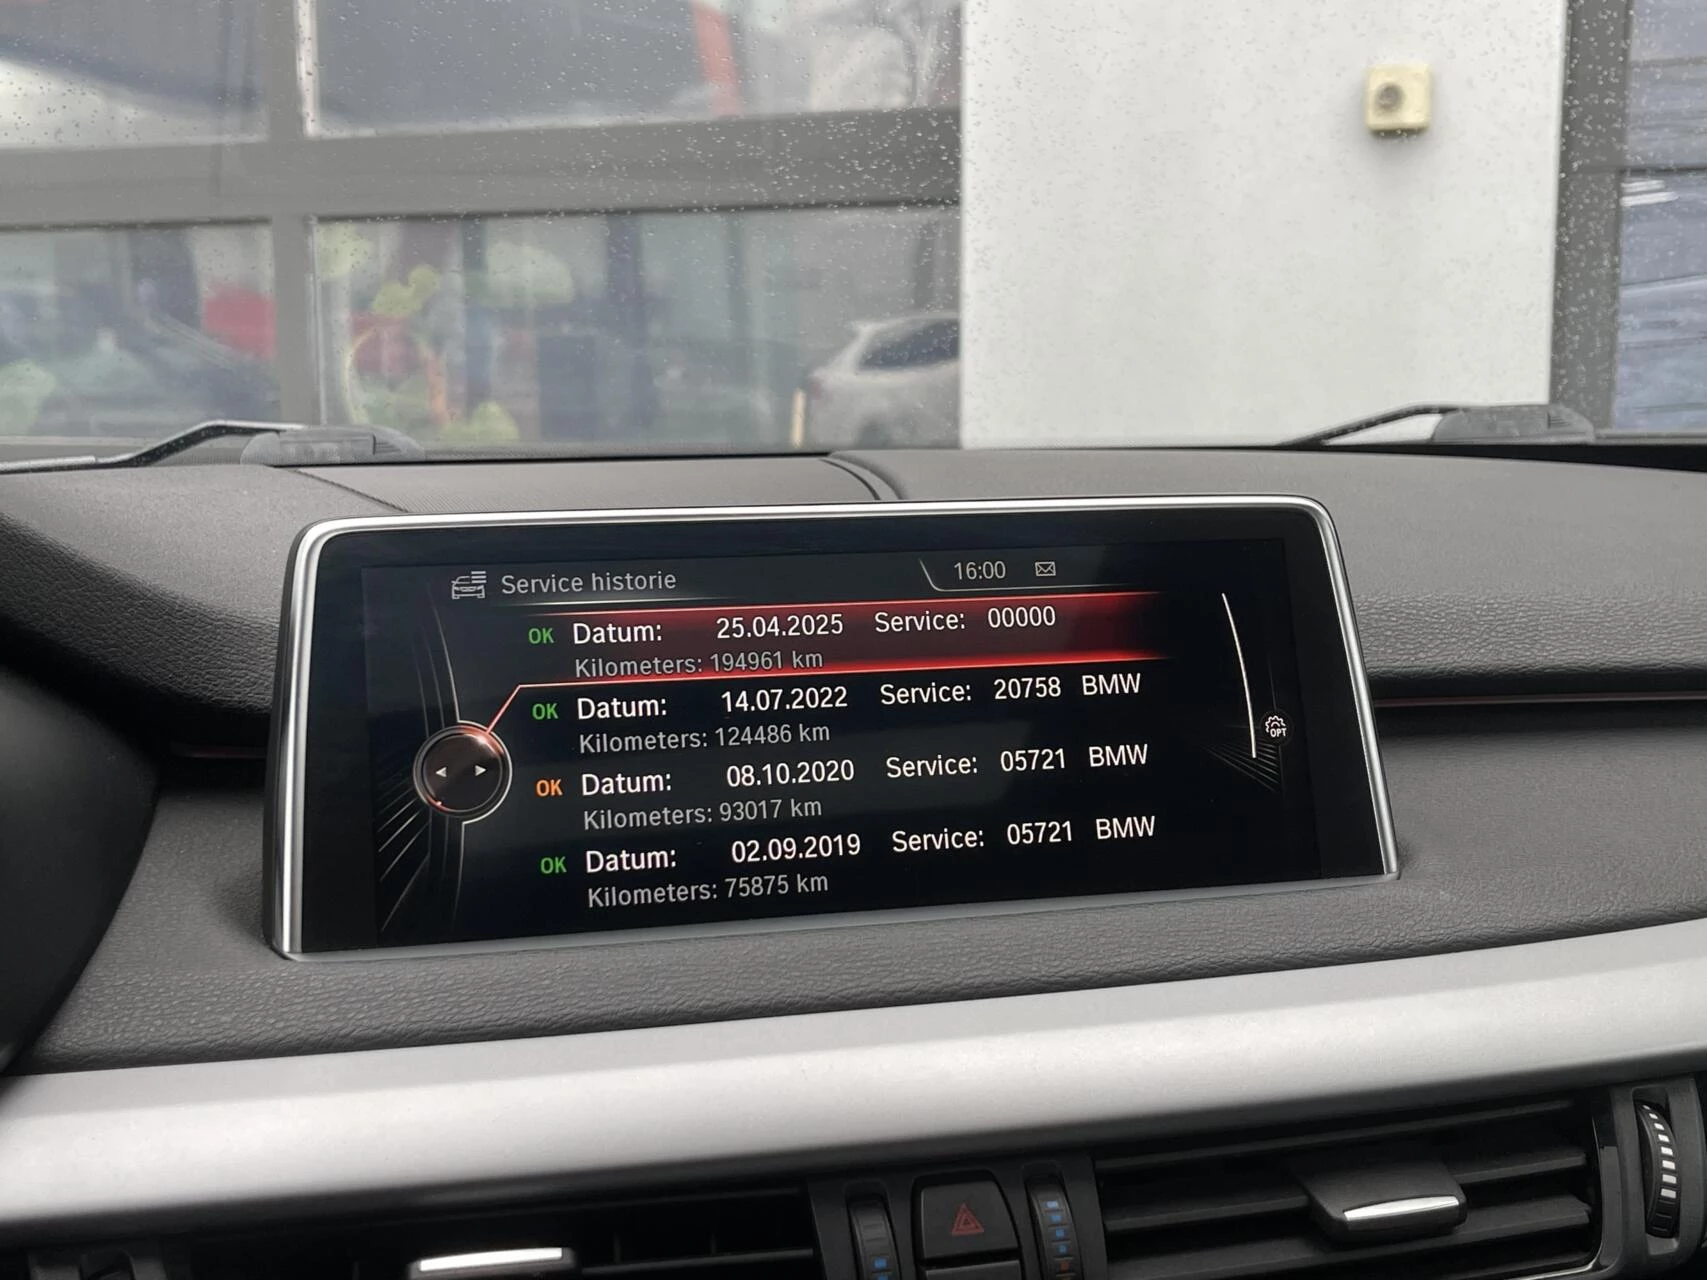 Service historie 16:00
OK Datum: 25.04.2025 Service: 00000
Kilometers: 194961 km
OK Datum: 14.07.2022 Service: 20758 BMW
Kilometers: 124486 km
OK Datum: 08.10.2020 Service: 05721 BMW
Kilometers: 93017 km
OK Datum: 02.09.2019 Service: 05721 BMW
Kilometers: 75875 km
OPT